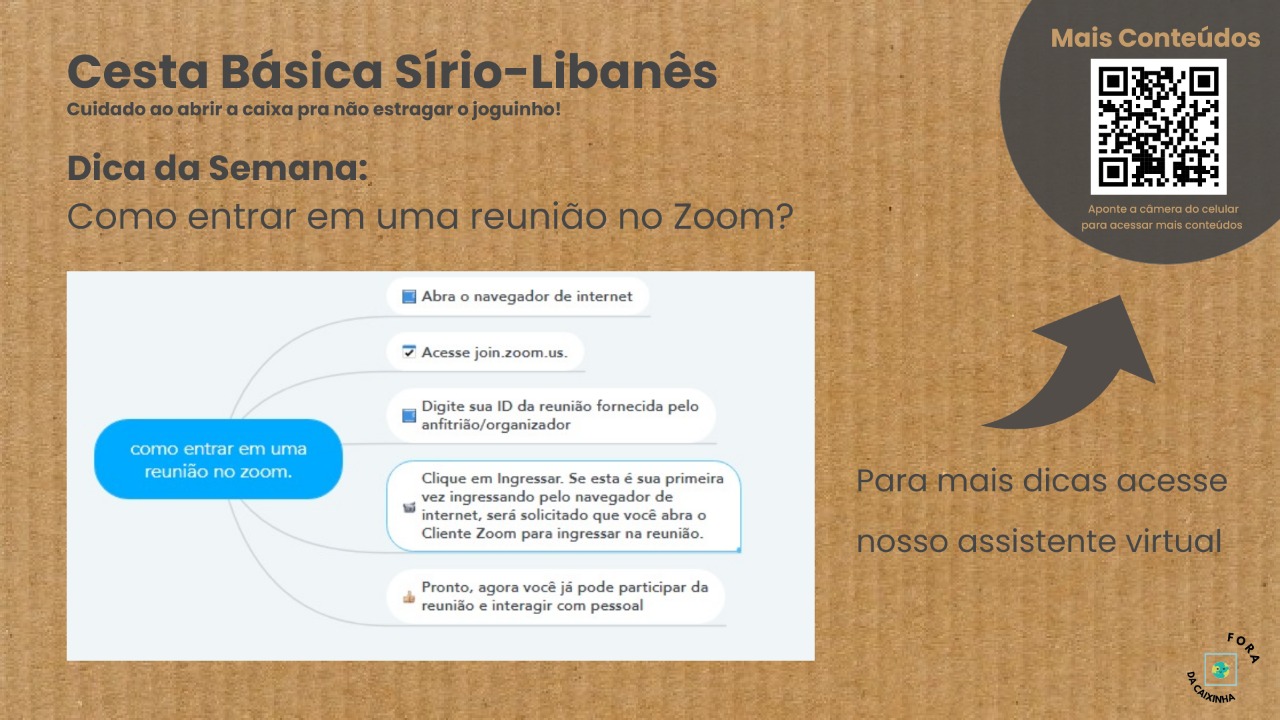 Cesta Básica Sírio-Libanês
Cuidado ao abrir a caixa pra não estragar o joguinho!
Dica da Semana:
Como entrar em uma reunião no Zoom?
como entrar em uma
reunião no zoom.
Abra o navegador de internet
Acesse join.zoom.us.
Digite sua ID da reunião fornecida pelo
anfitrião/organizador
Clique em Ingressar. Se esta é sua primeira
vez ingressando pelo navegador de
internet, será solicitado que você abra o
Cliente Zoom para ingressar na reunião.
Pronto, agora você já pode participar da
reunião e interagir com pessoal
Mais Conteúdos
Aponte a câmera do celular
para acessar mais conteúdos
Para mais dicas acesse
nosso assistente virtual
FORA
DA CAIXINHA